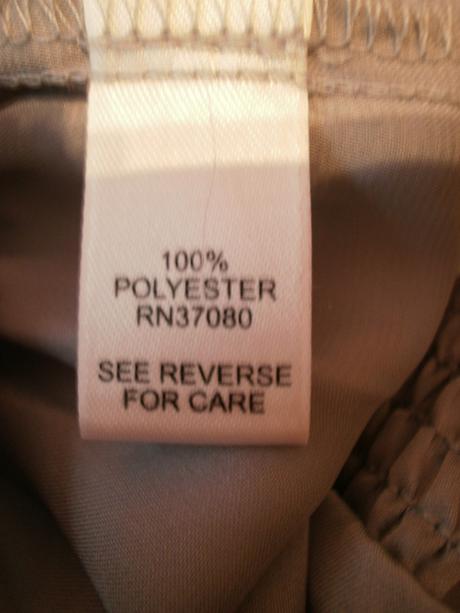 100%
POLYESTER
RN37080
SEE REVERSE
FOR CARE